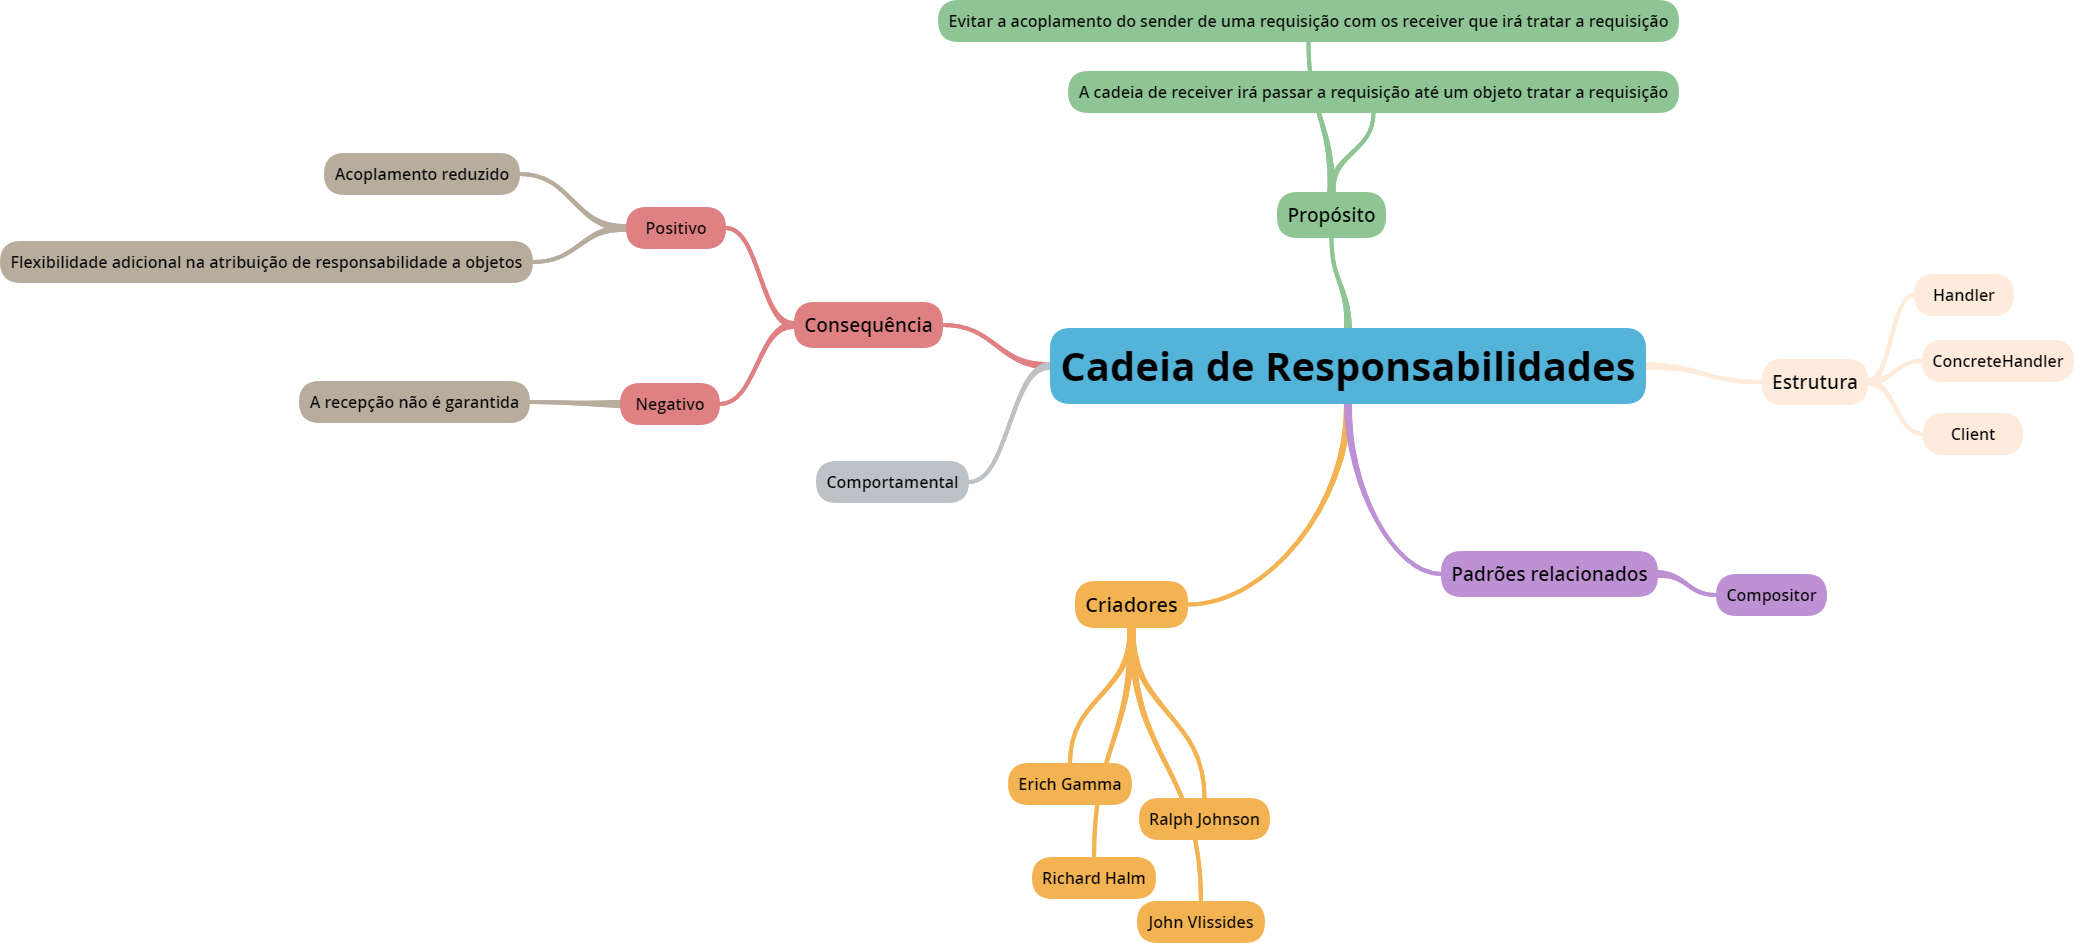 Evitar a acoplamento do sender de uma requisição com os receiver que irá tratar a requisição
A cadeia de receiver irá passar a requisição até um objeto tratar a requisição
Propósito
Acoplamento reduzido
Positivo
Flexibilidade adicional na atribuição de responsabilidade a objetos
Consequência
A recepção não é garantida
Negativo
Comportamental
Cadeia de Responsabilidades
Handler
ConcreteHandler
Estrutura
Client
Padrões relacionados
Compositor
Criadores
Erich Gamma
Ralph Johnson
Richard Halm
John Vlissides